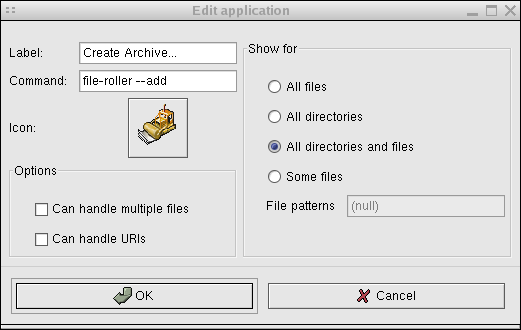 Edit application
Label:
Create Archive...
Command:
file-roller --add
Icon:
Options
Can handle multiple files
Can handle URIs
Show for
All files
All directories
All directories and files
Some files
File patterns
(null)
OK
Cancel